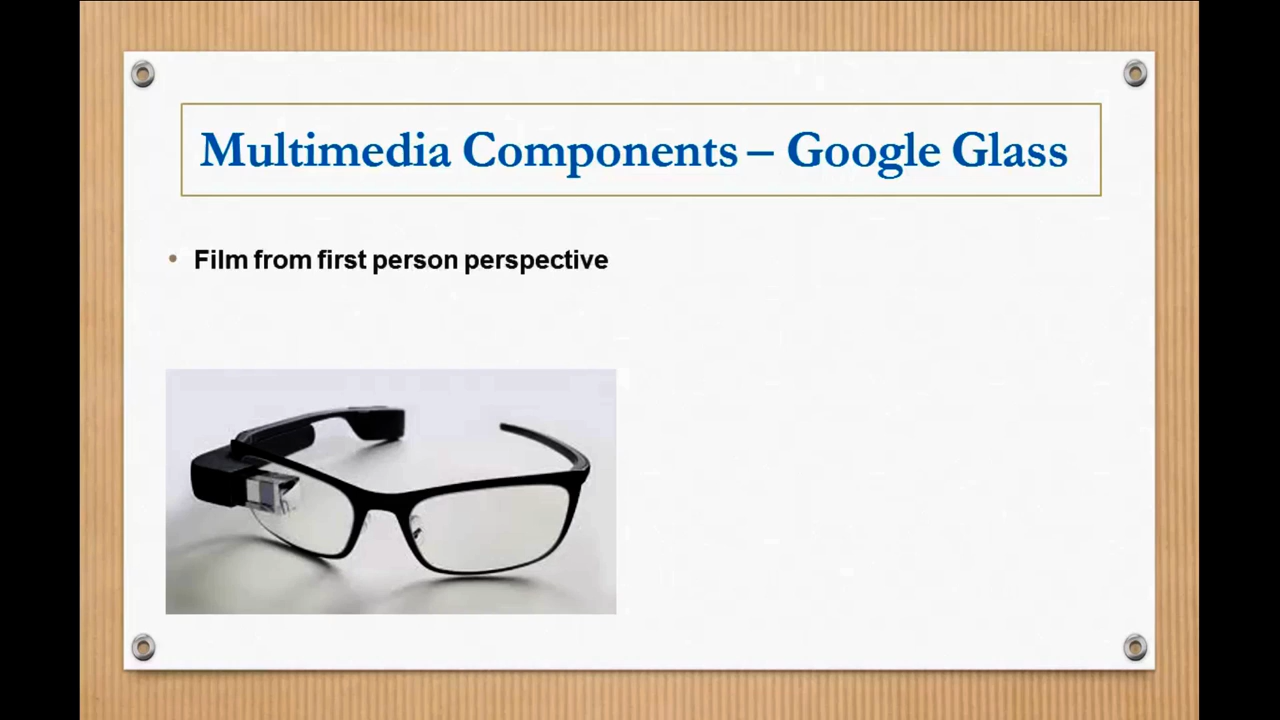 Multimedia Components – Google Glass
• Film from first person perspective